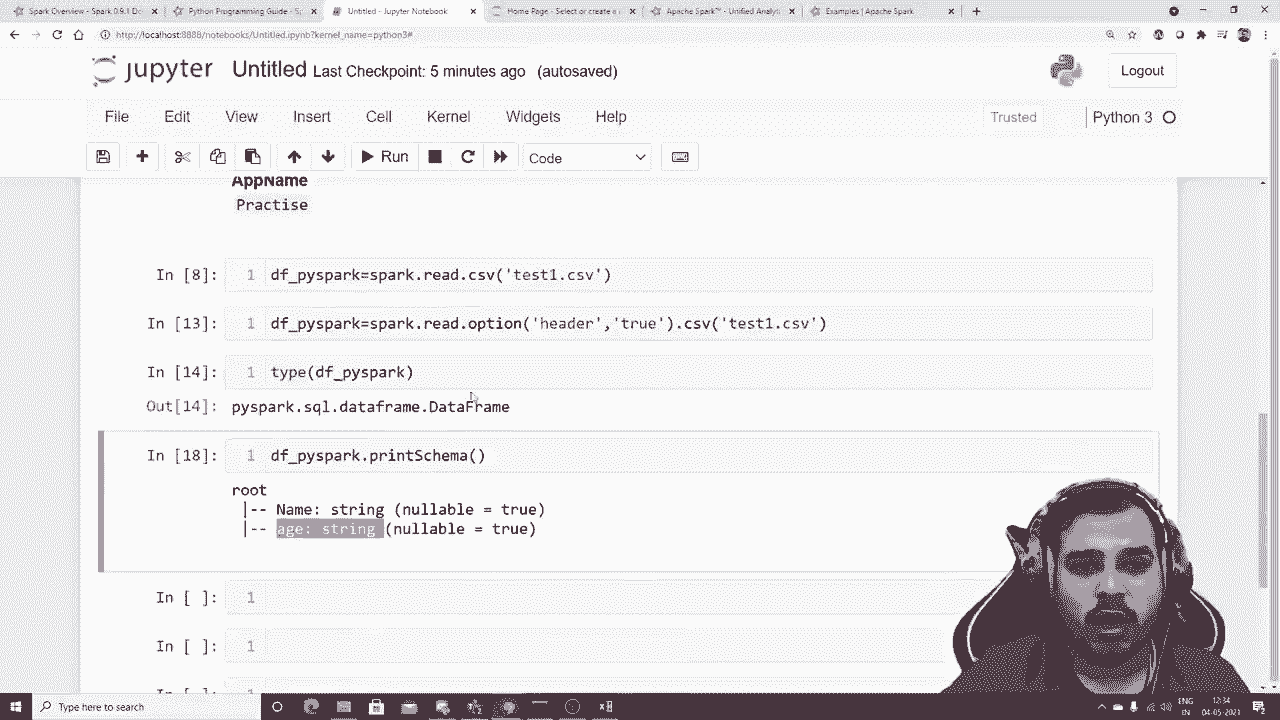 Spark Overview - Spark 0.9.1 Do
Python Programming Guide - S
Untitled - Jupyter Notebook
Home Page - Select or create a
Apache Spark™ - Unified Analy
Examples | Apache Spark
http://localhost:8888/notebooks/Untitled.ipynb?kernel_name=python3#
jupyter Untitled Last Checkpoint: 5 minutes ago (autosaved)
Logout
File Edit View Insert Cell Kernel Widgets Help
Trusted
Python 3
Run
Code
AppName
Practise
In [8]: 1 df_pyspark=spark.read.csv('test1.csv')
In [13]: 1 df_pyspark=spark.read.option('header','true').csv('test1.csv')
In [14]: 1 type(df_pyspark)
Out[14]: pyspark.sql.dataframe.DataFrame
In [18]: 1 df_pyspark.printSchema()
root
|-- Name: string (nullable = true)
|-- age: string (nullable = true)
In [ ]: 1
In [ ]: 1
In [ ]: 1
Type here to search
ENG
IN
12:34
04-05-2021